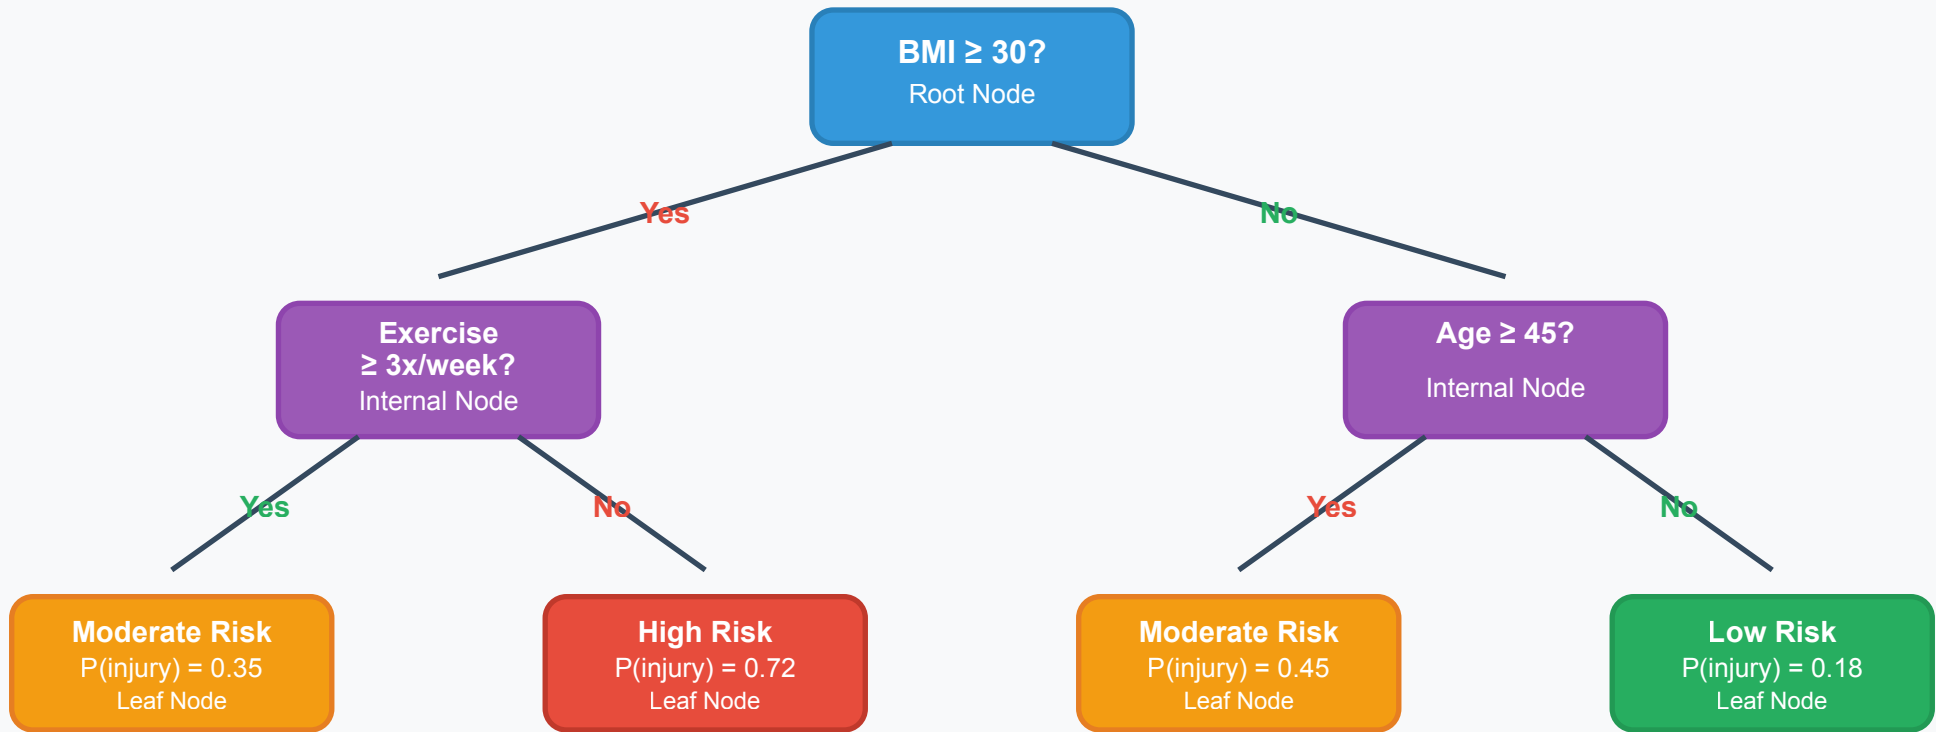 BMI ≥ 30?
Root Node
Yes
No
Exercise
≥ 3x/week?
Internal Node
Age ≥ 45?
Internal Node
Yes
No
Yes
No
Moderate Risk
P(injury) = 0.35
Leaf Node
High Risk
P(injury) = 0.72
Leaf Node
Moderate Risk
P(injury) = 0.45
Leaf Node
Low Risk
P(injury) = 0.18
Leaf Node